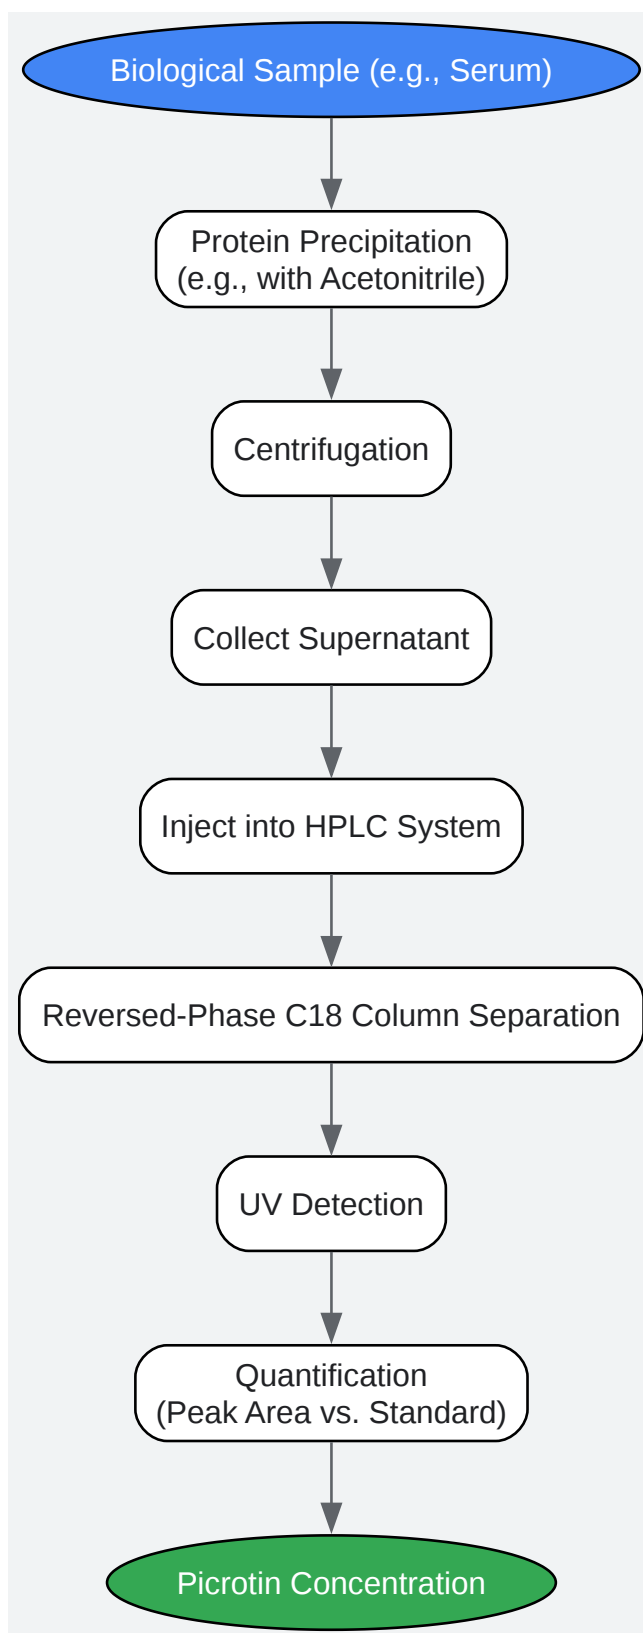 Biological Sample (e.g., Serum)
Protein Precipitation
(e.g., with Acetonitrile)
Centrifugation
Collect Supernatant
Inject into HPLC System
Reversed-Phase C18 Column Separation
UV Detection
Quantification
(Peak Area vs. Standard)
Picrotin Concentration